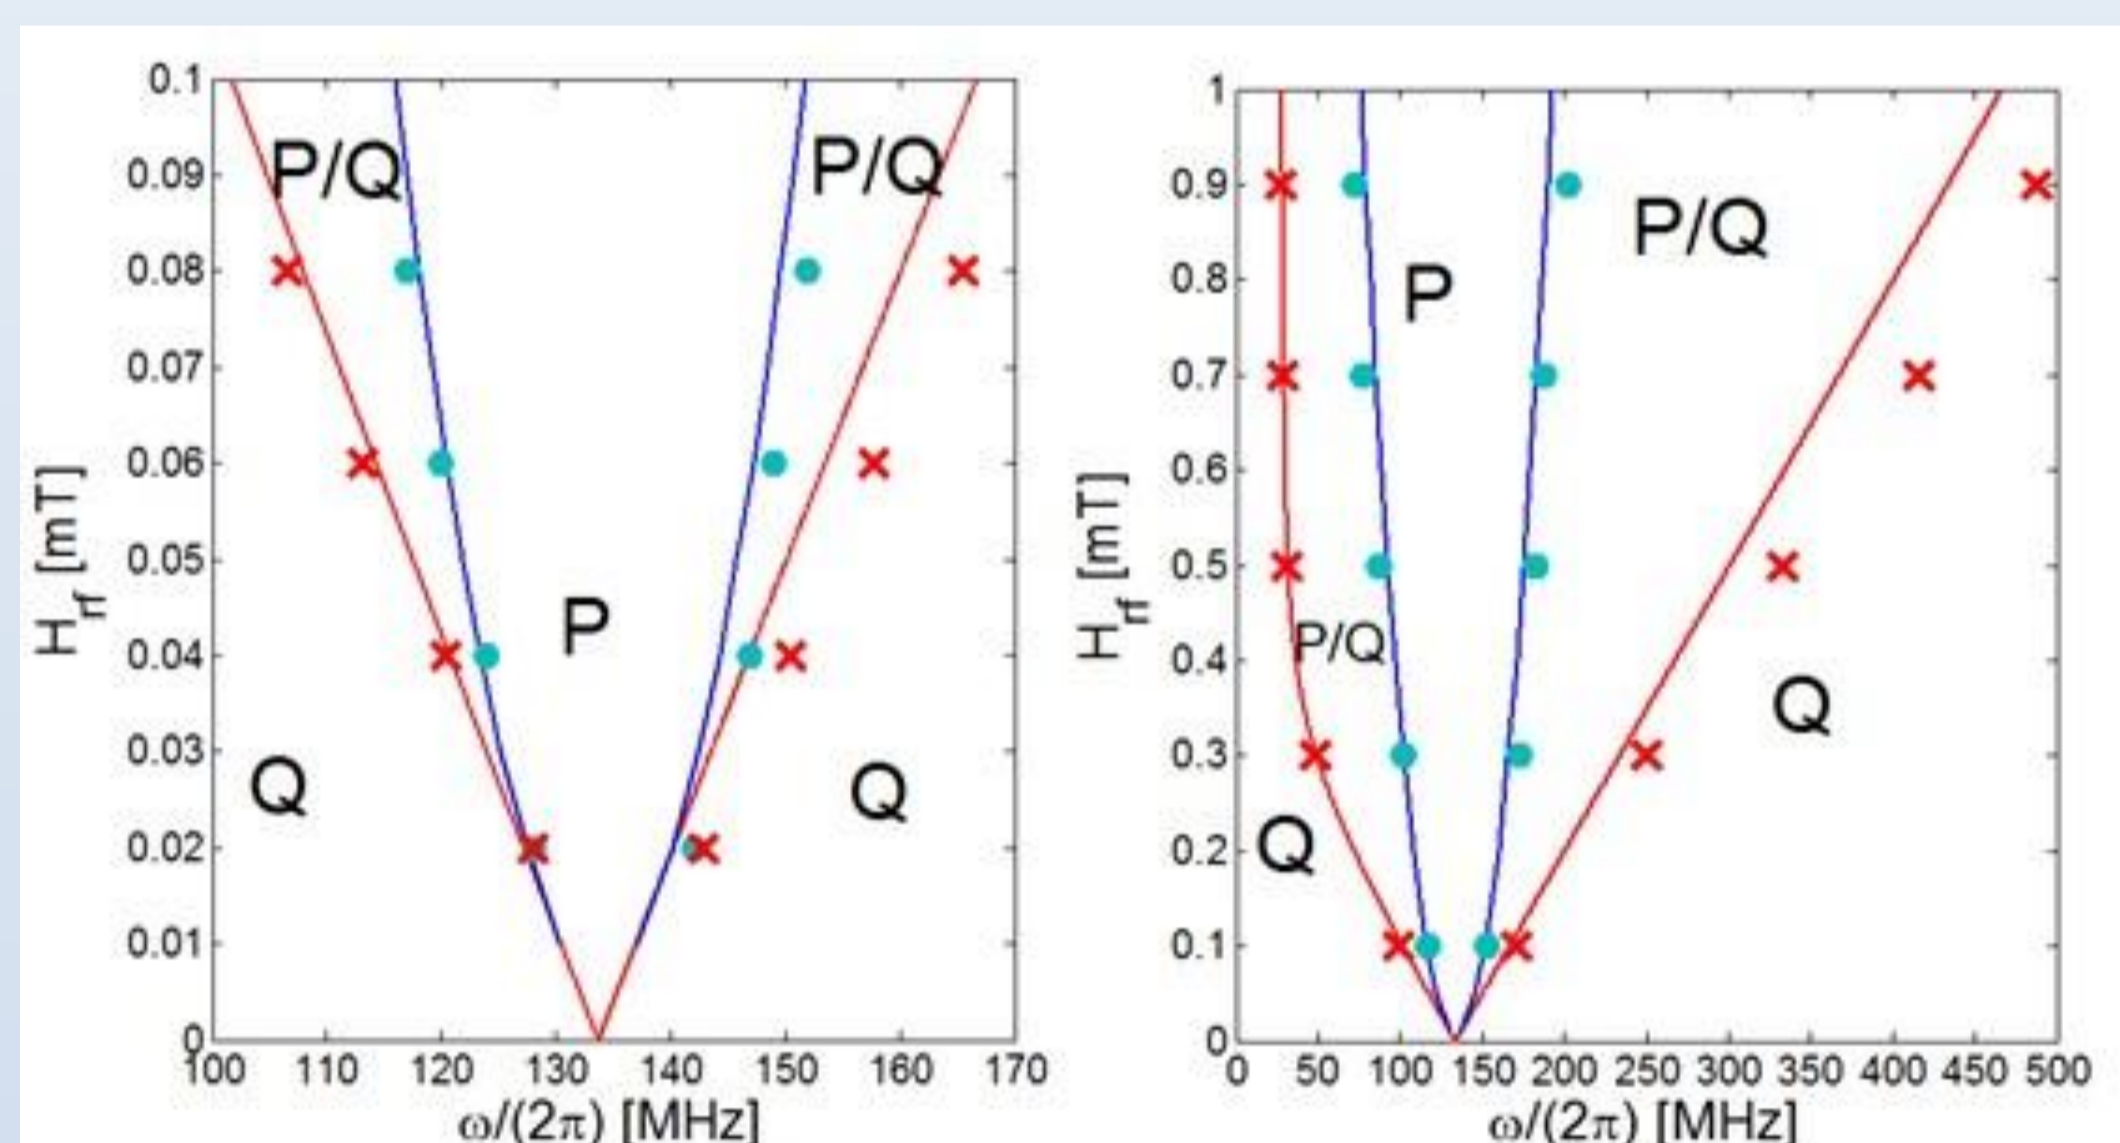 0.1
0.09
0.08
0.07
0.06
0.05
0.04
0.03
0.02
0.01
0
H_rf [mT]
P/Q
P/Q
P
Q
Q
100 110 120 130 140 150 160 170
ω/(2π) [MHz]
1
0.9
0.8
0.7
0.6
0.5
0.4
0.3
0.2
0.1
0
H_rf [mT]
P/Q
P
P/Q
Q
Q
0 50 100 150 200 250 300 350 400 450 500
ω/(2π) [MHz]